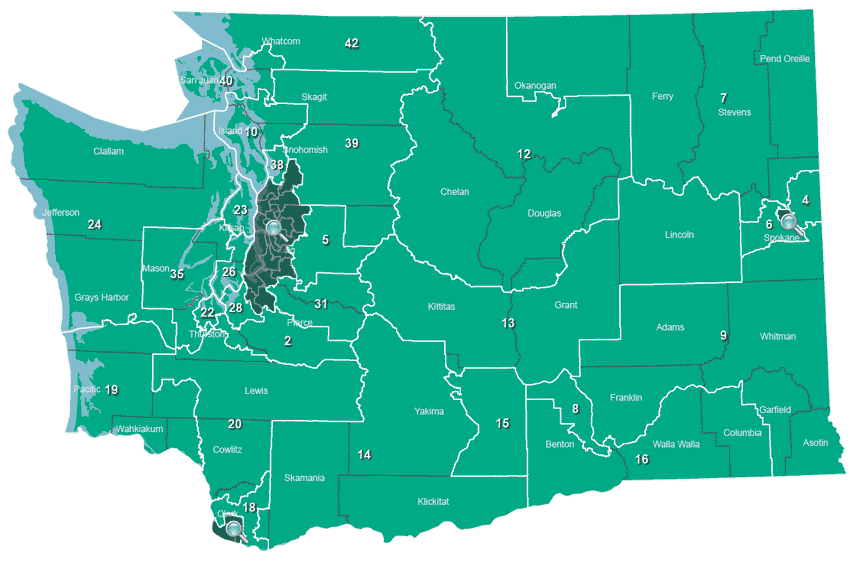 Whatcom 42
Pend Oreille
San Juan 40
Okanogan
Skagit
Ferry
7
Stevens
Island 10
39
Snohomish
Clallam
38
12
Chelan
4
Jefferson
23
Douglas
24
6
Kitsap
Lincoln
Spokane
5
Mason
35
26
Grays Harbor
31
Kittitas
Grant
22
28
Pierce
13
Adams
9
Whitman
Thurston
2
Pacific 19
Lewis
Franklin
8
Garfield
Yakima
15
Wahkiakum
20
Columbia
Cowlitz
Benton
Walla Walla
Asotin
14
16
Skamania
Klickitat
18
Clark